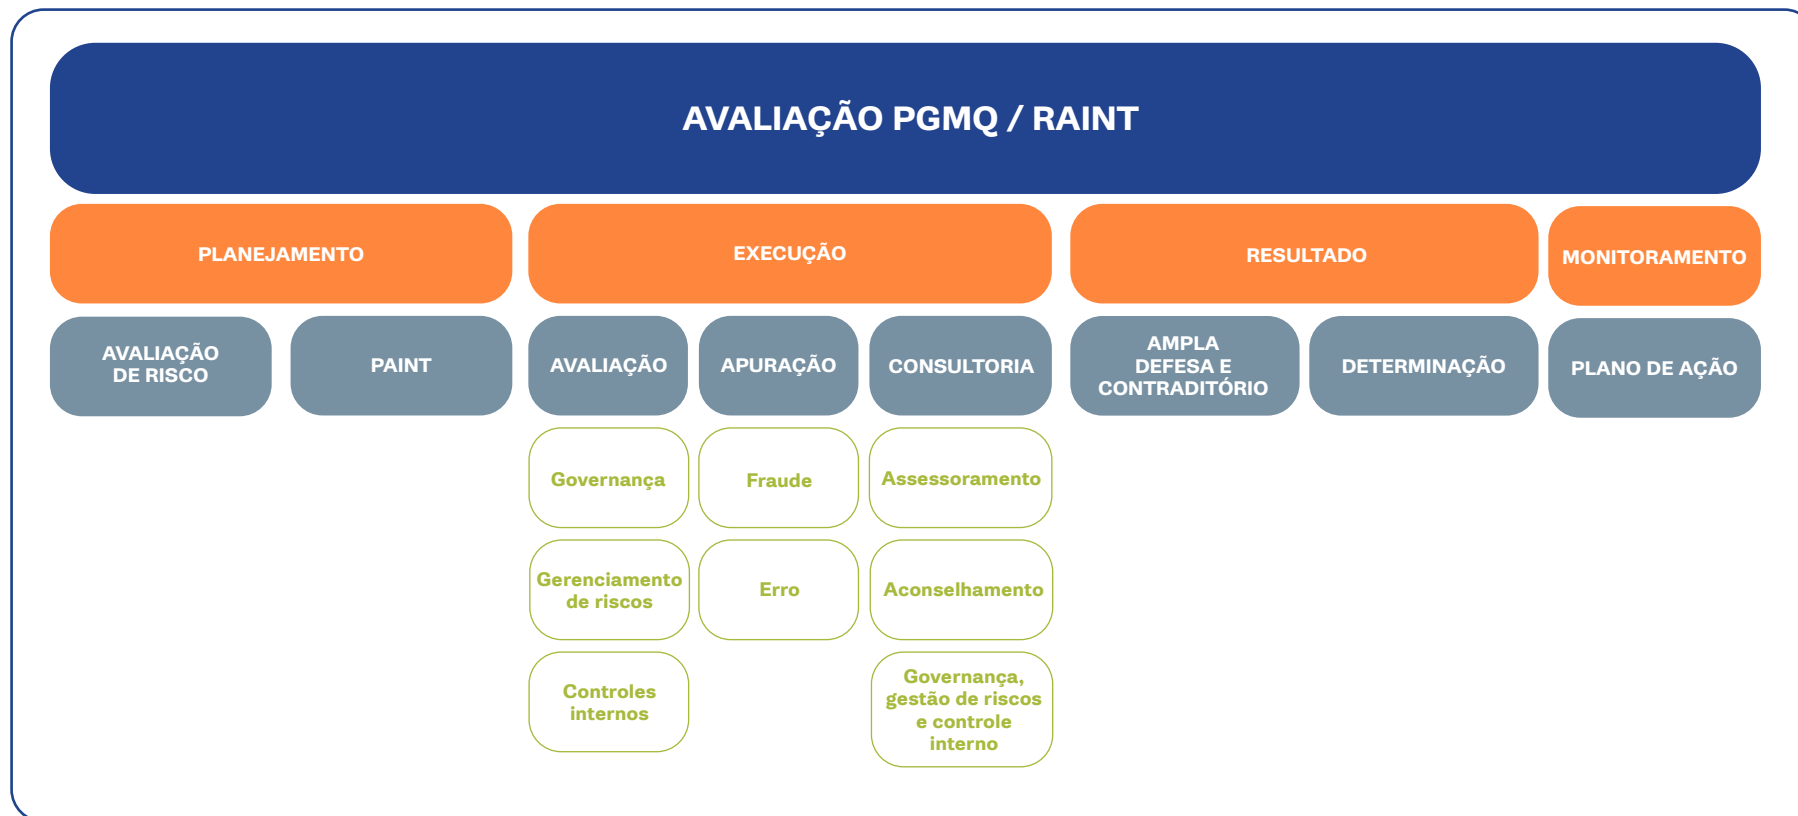 AVALIAÇÃO PGMQ / RAINT
PLANEJAMENTO
EXECUÇÃO
RESULTADO
MONITORAMENTO
AVALIAÇÃO
DE RISCO
PAINT
AVALIAÇÃO
APURAÇÃO
CONSULTORIA
AMPLA
DEFESA E
CONTRADITÓRIO
DETERMINAÇÃO
PLANO DE AÇÃO
Governança
Fraude
Assessoramento
Gerenciamento
de riscos
Erro
Aconselhamento
Controles
internos
Governança,
gestão de riscos
e controle
interno